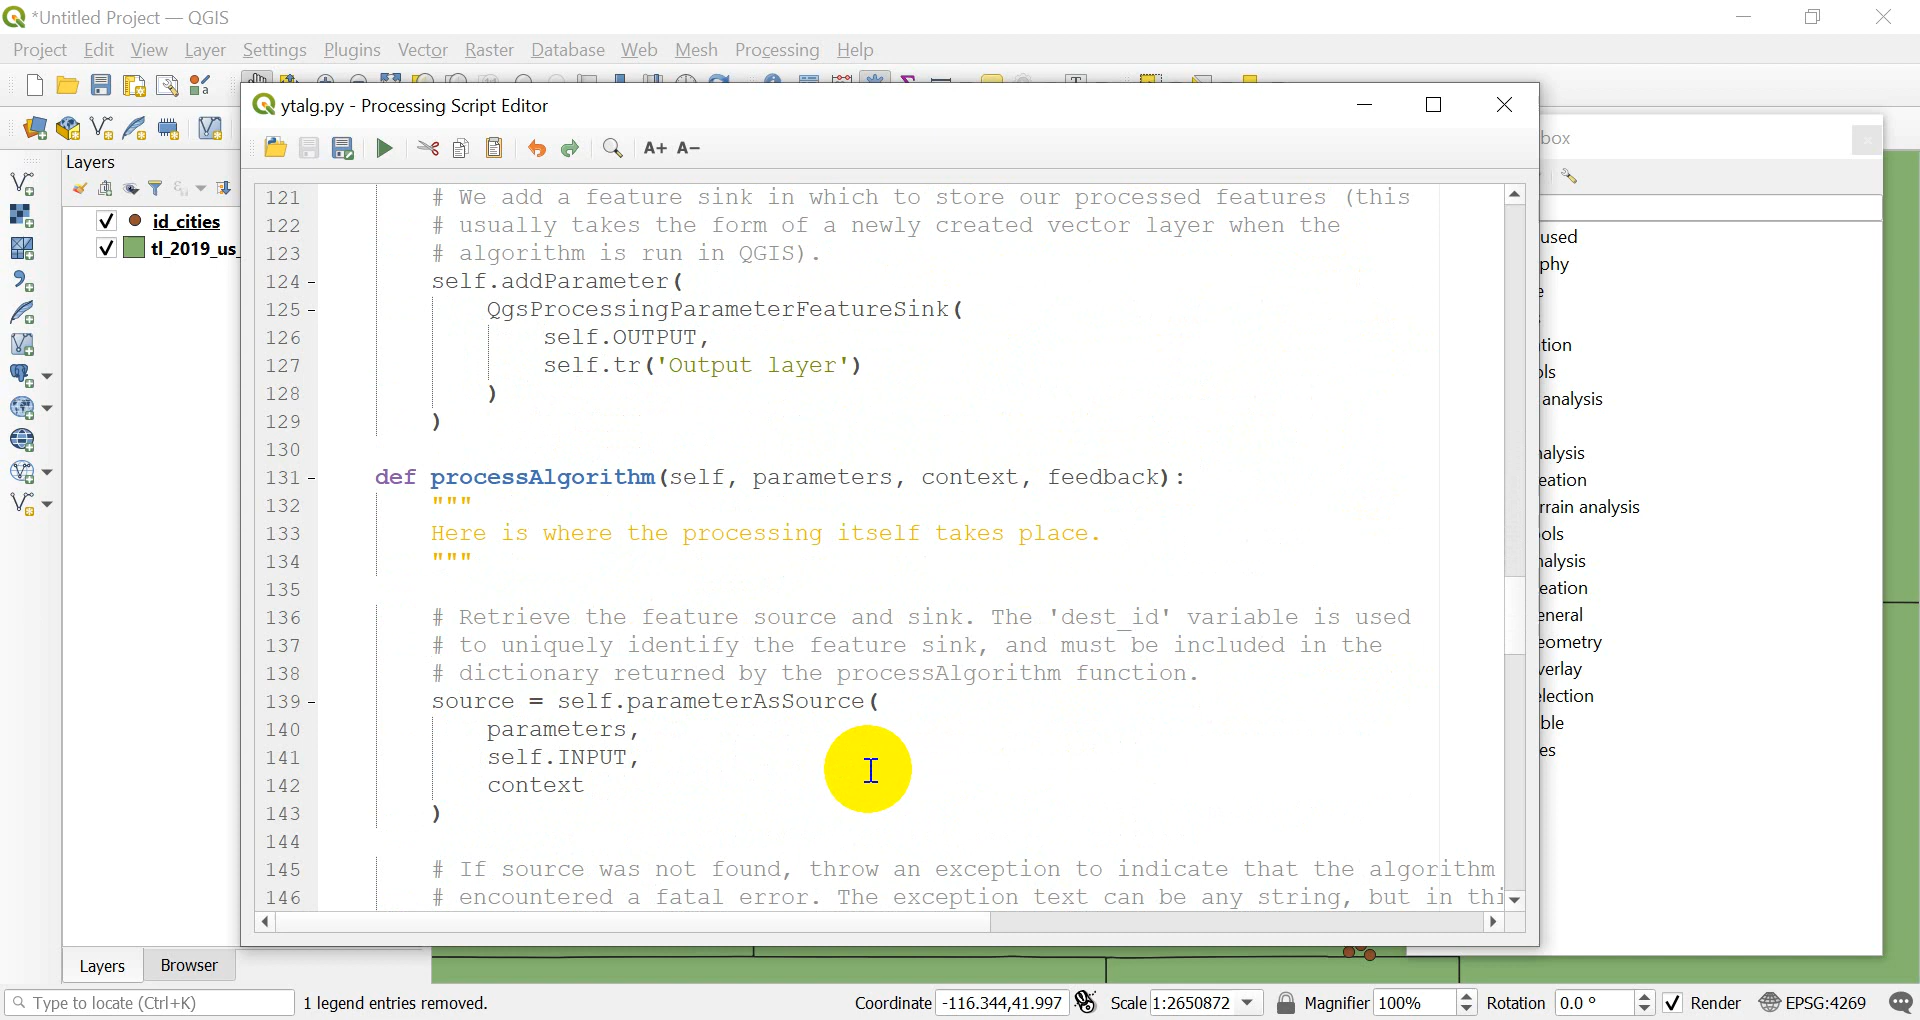 *Untitled Project — QGIS
Project Edit View Layer Settings Plugins Vector Raster Database Web Mesh Processing Help
ytalg.py - Processing Script Editor
A+ A−
Layers
id_cities
tl_2019_us_
121 # We add a feature sink in which to store our processed features (this
122 # usually takes the form of a newly created vector layer when the
123 # algorithm is run in QGIS).
124 - self.addParameter(
125 - QgsProcessingParameterFeatureSink(
126 self.OUTPUT,
127 self.tr('Output layer')
128 )
129 )
130
131 - def processAlgorithm(self, parameters, context, feedback):
132 """
133 Here is where the processing itself takes place.
134 """
135
136 # Retrieve the feature source and sink. The 'dest_id' variable is used
137 # to uniquely identify the feature sink, and must be included in the
138 # dictionary returned by the processAlgorithm function.
139 - source = self.parameterAsSource(
140 parameters,
141 self.INPUT,
142 context
143 )
144
145 # If source was not found, throw an exception to indicate that the algorithm
146 # encountered a fatal error. The exception text can be any string, but in thi
box
used
phy
e
tion
ols
analysis
alysis
eation
rrain analysis
ols
alysis
eation
eneral
eometry
verlay
election
ble
es
Layers Browser
Type to locate (Ctrl+K) 1 legend entries removed. Coordinate -116.344,41.997 Scale 1:2650872 Magnifier 100% Rotation 0.0 ° Render EPSG:4269